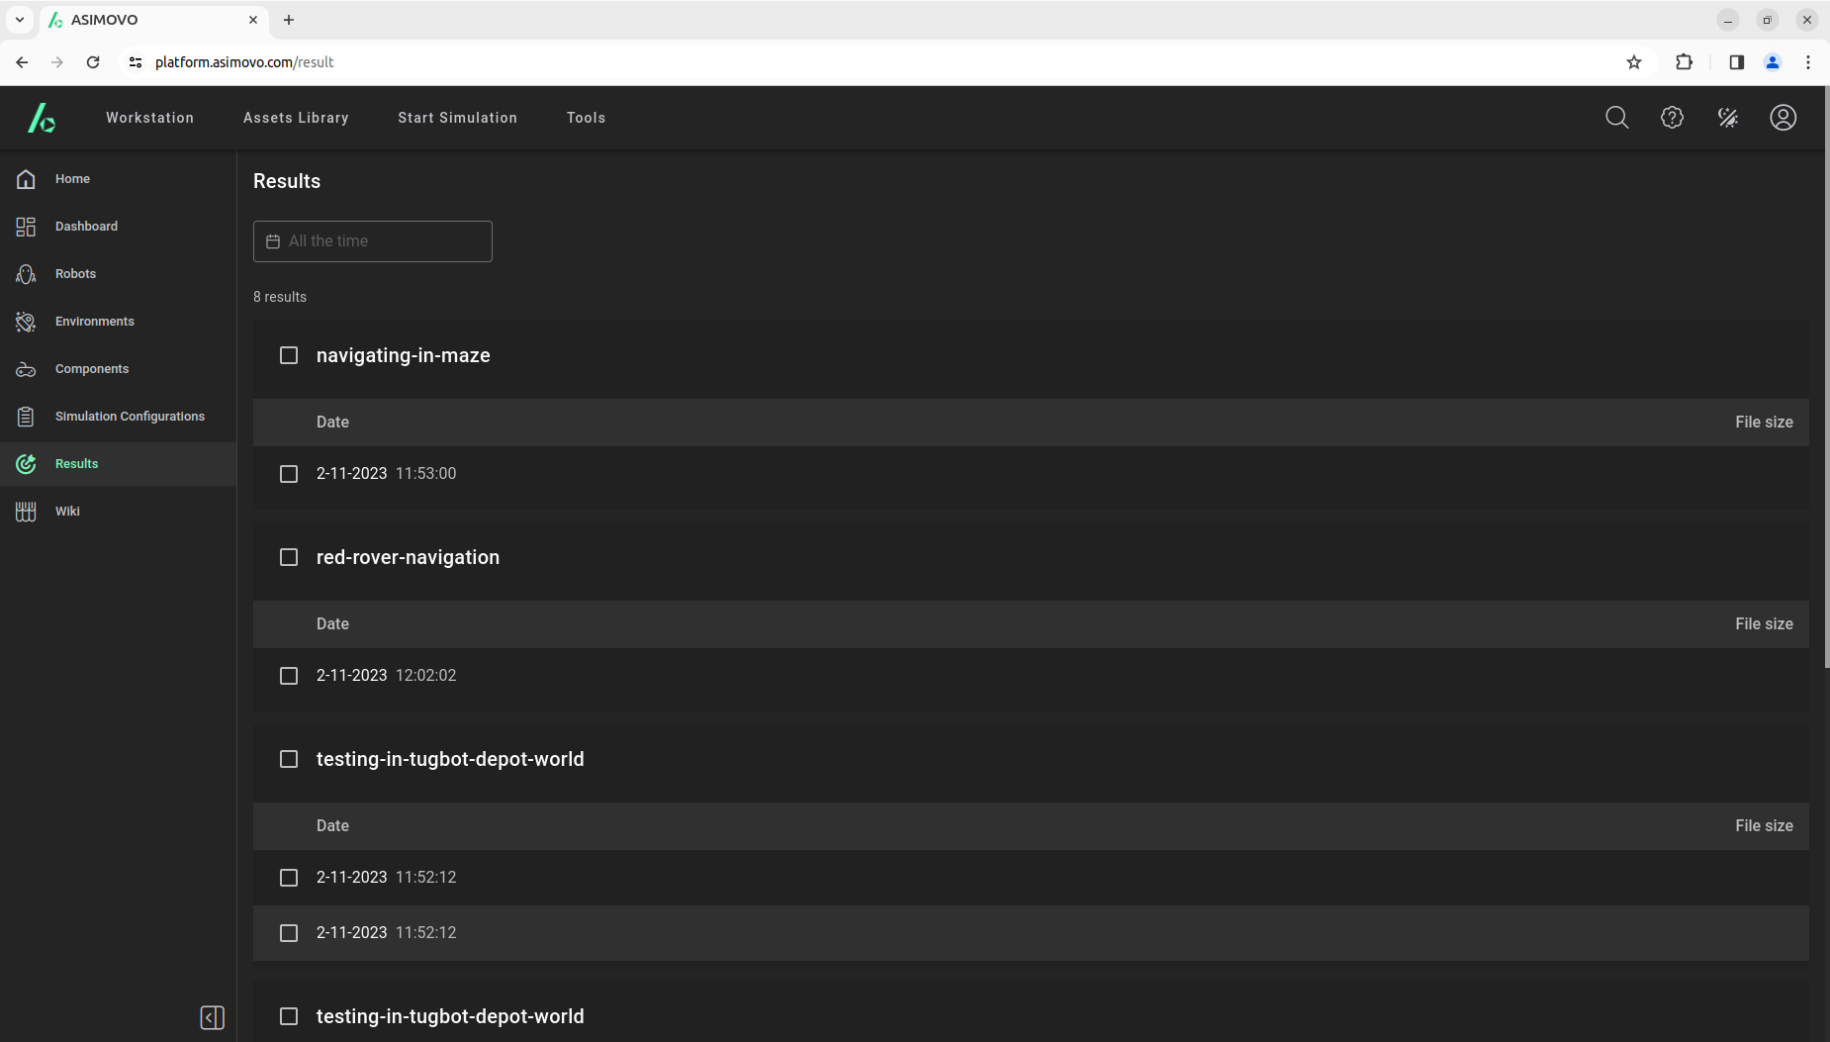 ASIMOVO
platform.asimovo.com/result
Workstation Assets Library Start Simulation Tools
Home
Dashboard
Robots
Environments
Components
Simulation Configurations
Results
Wiki
Results
All the time
8 results
navigating-in-maze
Date File size
2-11-2023 11:53:00
red-rover-navigation
Date File size
2-11-2023 12:02:02
testing-in-tugbot-depot-world
Date File size
2-11-2023 11:52:12
2-11-2023 11:52:12
testing-in-tugbot-depot-world